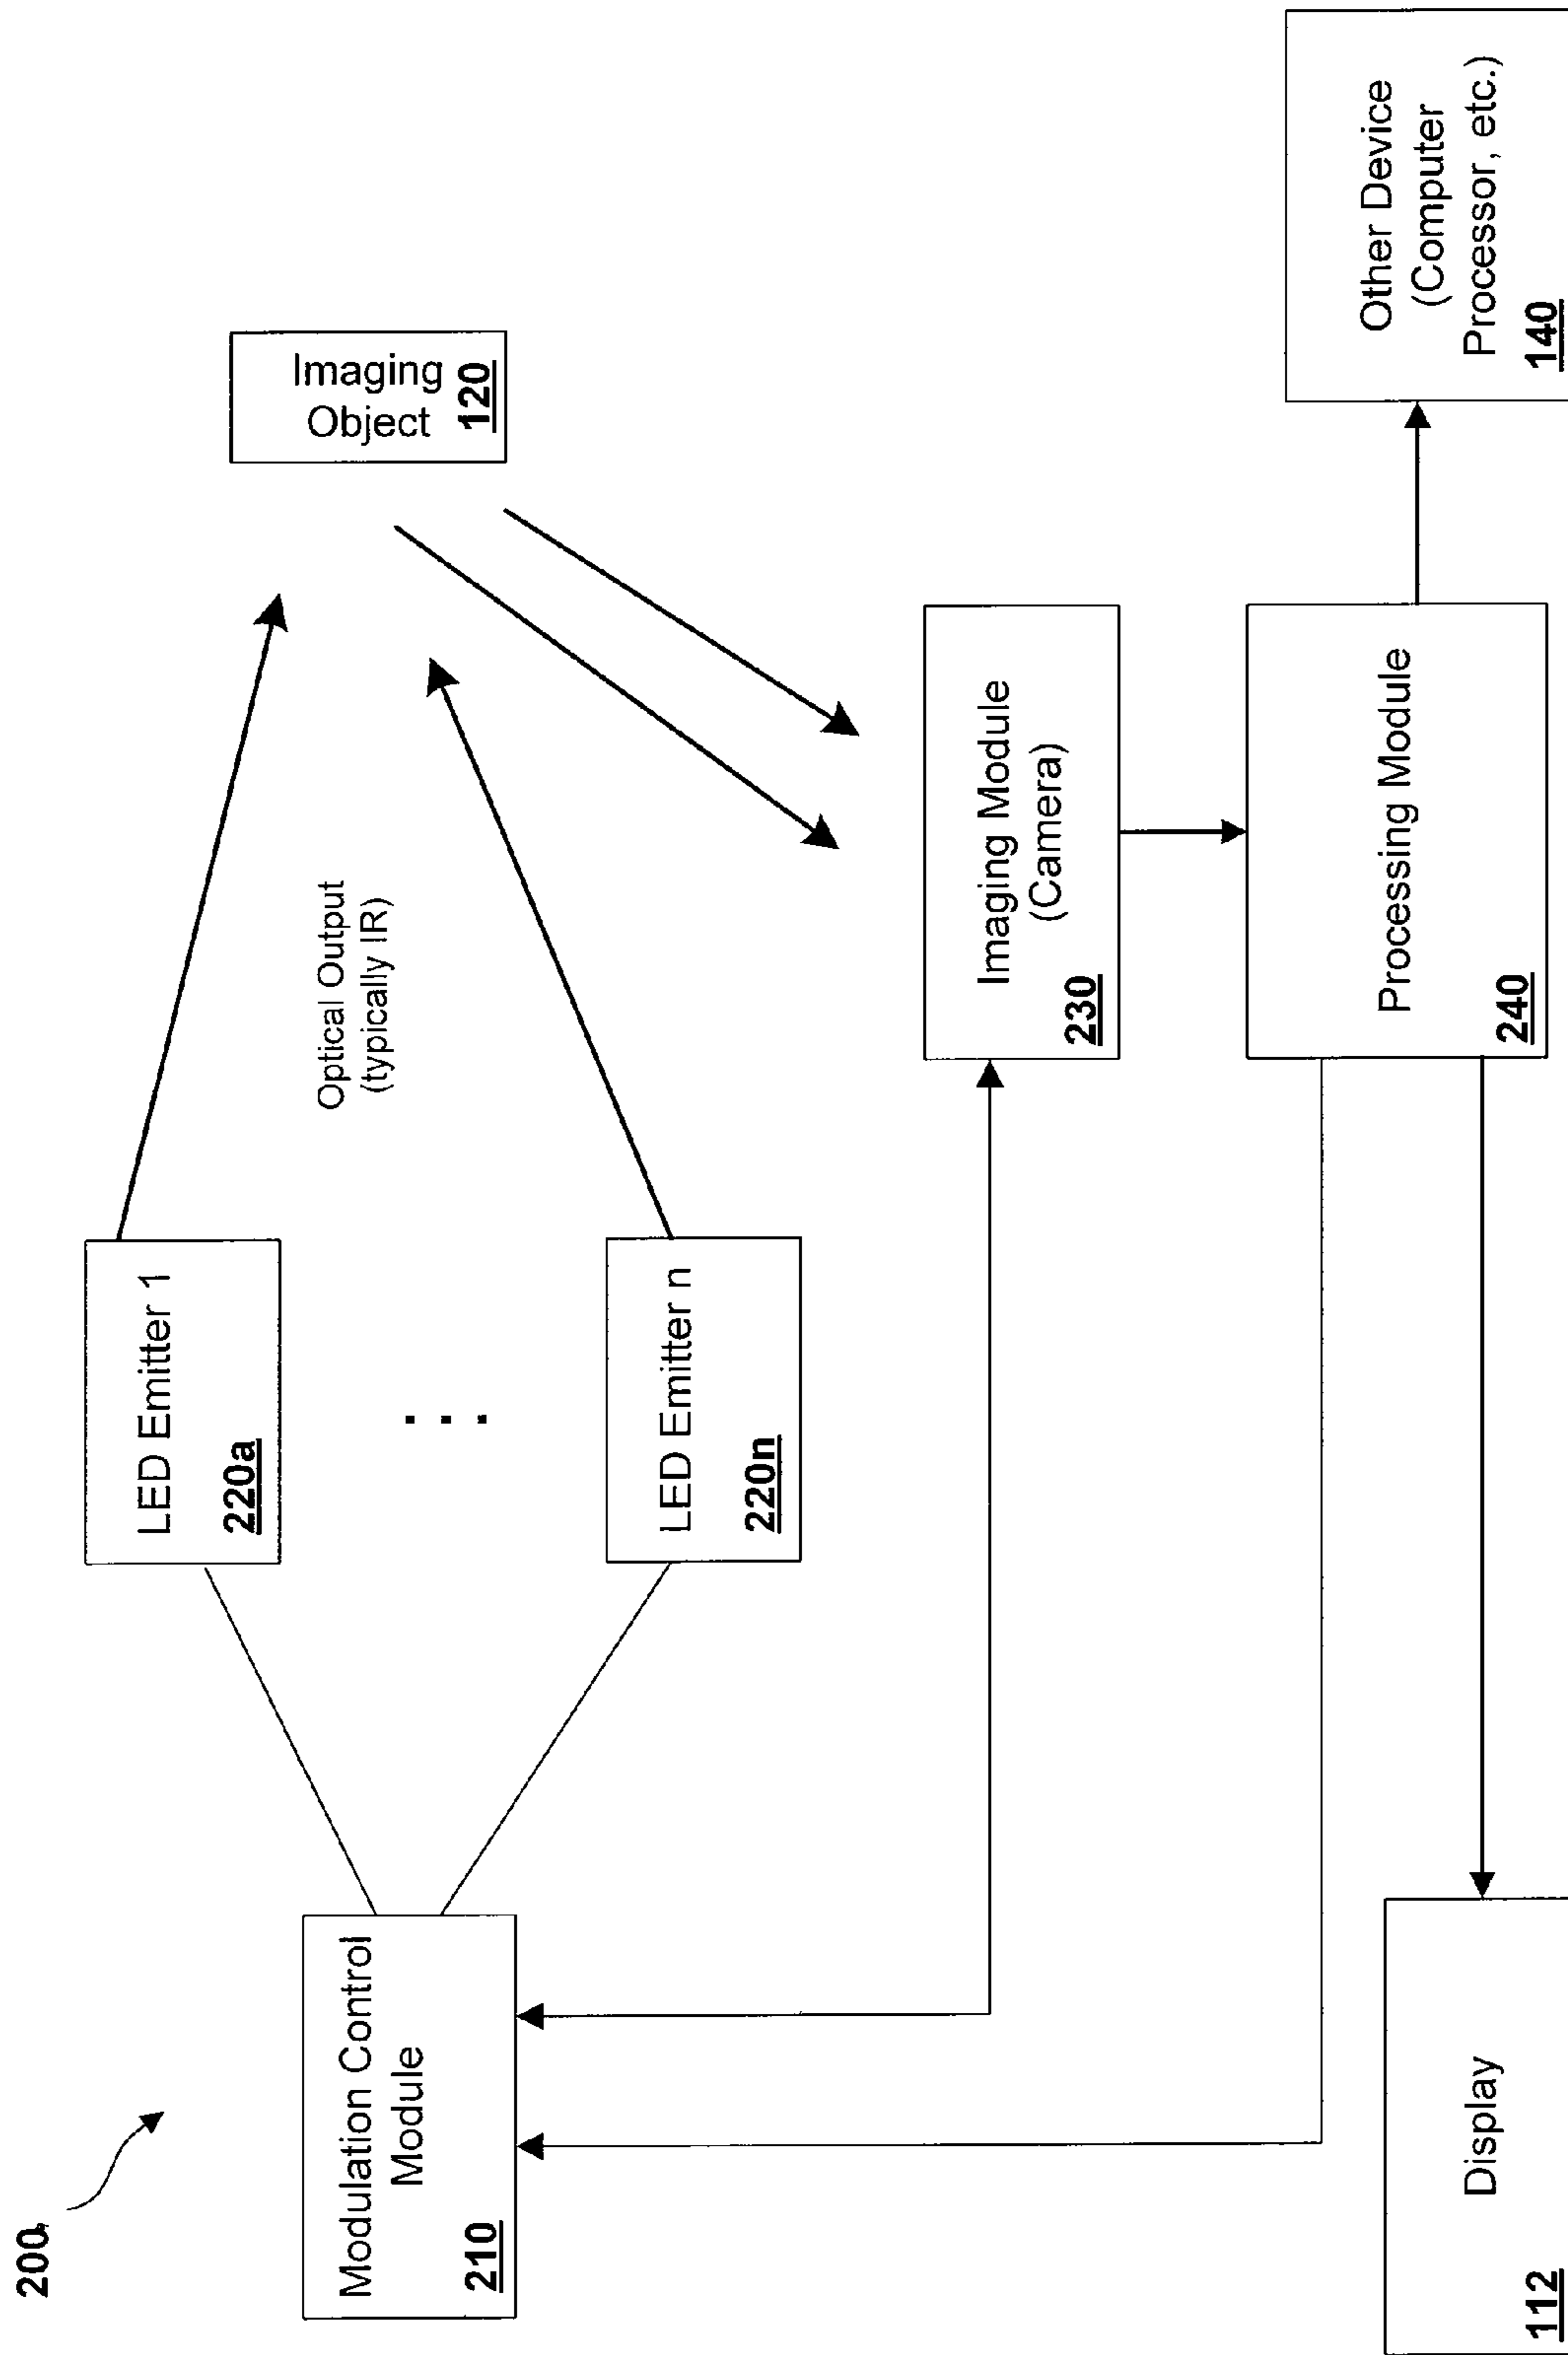 200
Modulation Control
Module
210
LED Emitter 1
220a
. . .
LED Emitter n
220n
Optical Output
(typically IR)
Imaging
Object
120
Imaging Module
(Camera)
230
Processing Module
240
Display
112
Other Device
(Computer
Processor, etc.)
140